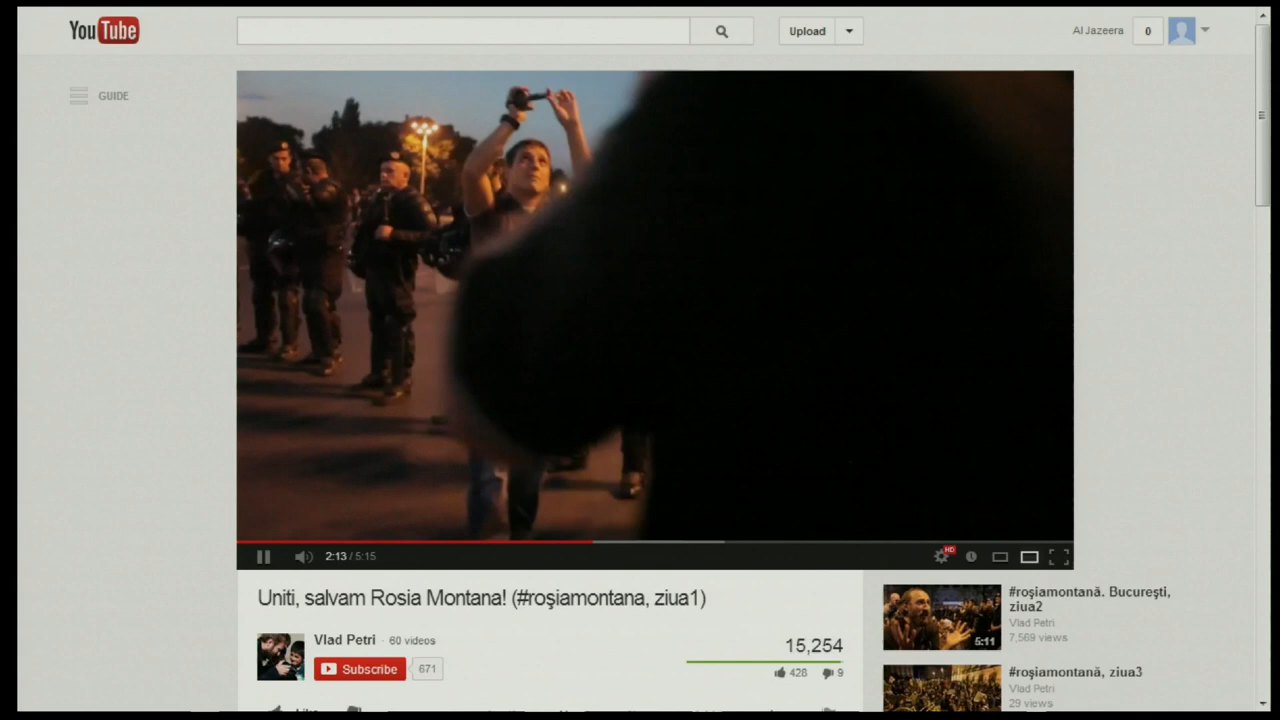 YouTube
Upload
Al Jazeera
0
GUIDE
2:13 / 5:15
HD
Uniti, salvam Rosia Montana! (#roşiamontana, ziua1)
Vlad Petri · 60 videos
Subscribe 671
15,254
428 9
5:11
#roşiamontană. Bucureşti,
ziua2
Vlad Petri
7,569 views
#roşiamontană, ziua3
Vlad Petri
29 views